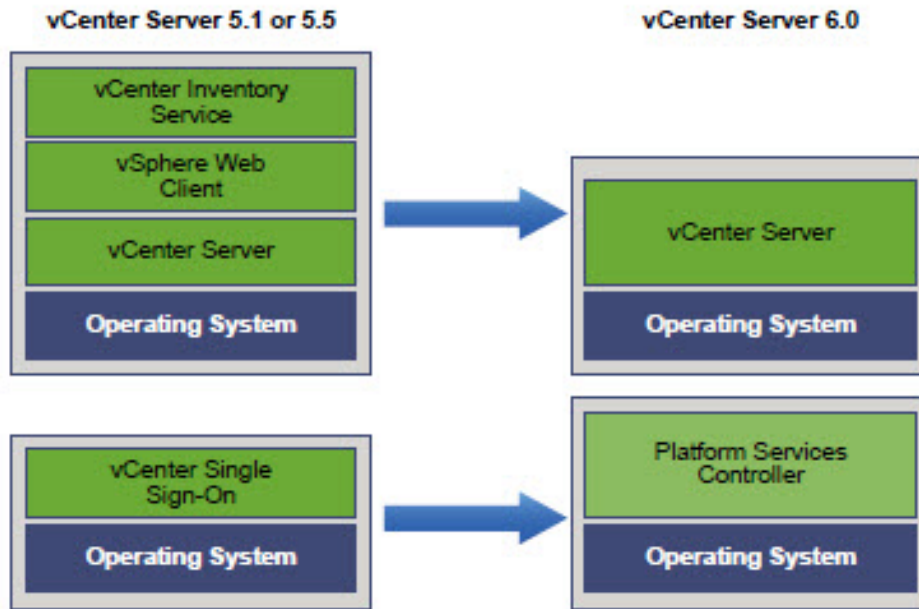 vCenter Server 5.1 or 5.5
vCenter Server 6.0
vCenter Inventory
Service
vSphere Web
Client
vCenter Server
Operating System
vCenter Server
Operating System
vCenter Single
Sign-On
Operating System
Platform Services
Controller
Operating System